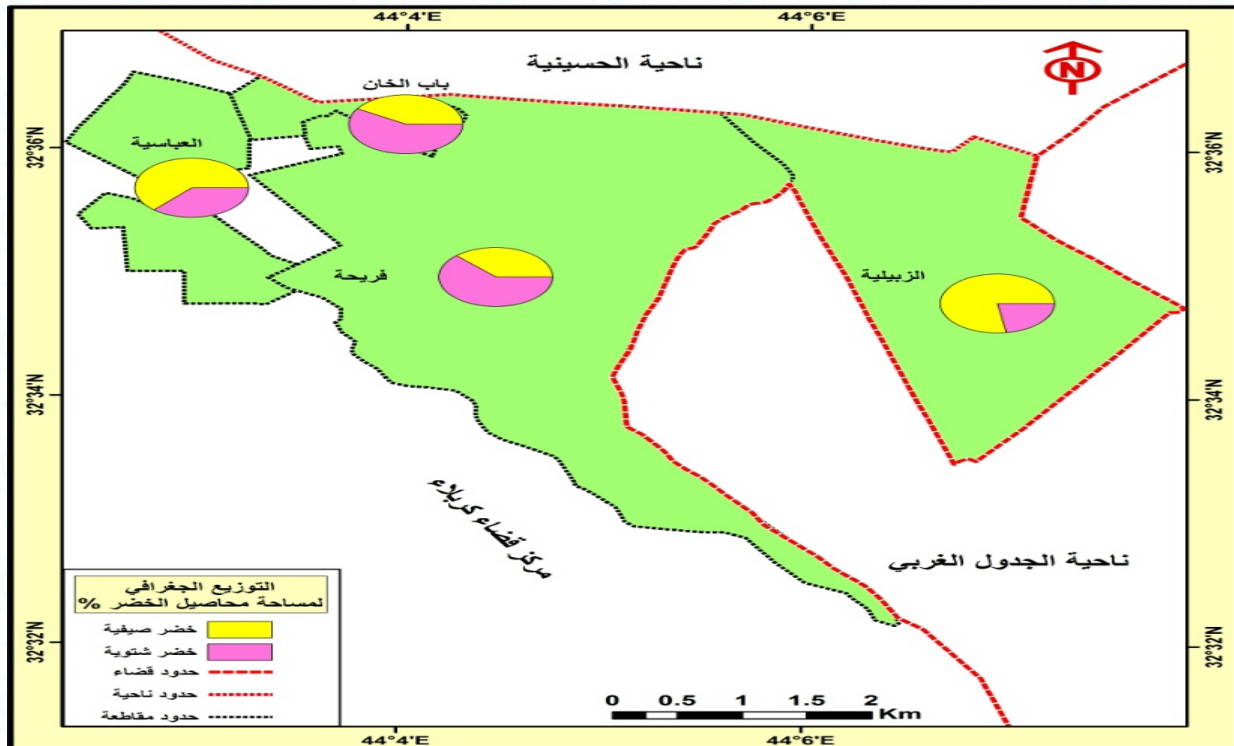 44°4'E 44°6'E
ناحية الحسينية
N
باب الخان
العباسية
32°36'N 32°36'N
فريحة
الزبيلية
32°34'N 32°34'N
مركز قضاء كربلاء
ناحية الجدول الغربي
التوزيع الجغرافي
لمساحة محاصيل الخضر %
خضر صيفية
خضر شتوية
حدود قضاء
حدود ناحية
حدود مقاطعة
32°32'N 32°32'N
0 0.5 1 1.5 2
Km
44°4'E 44°6'E